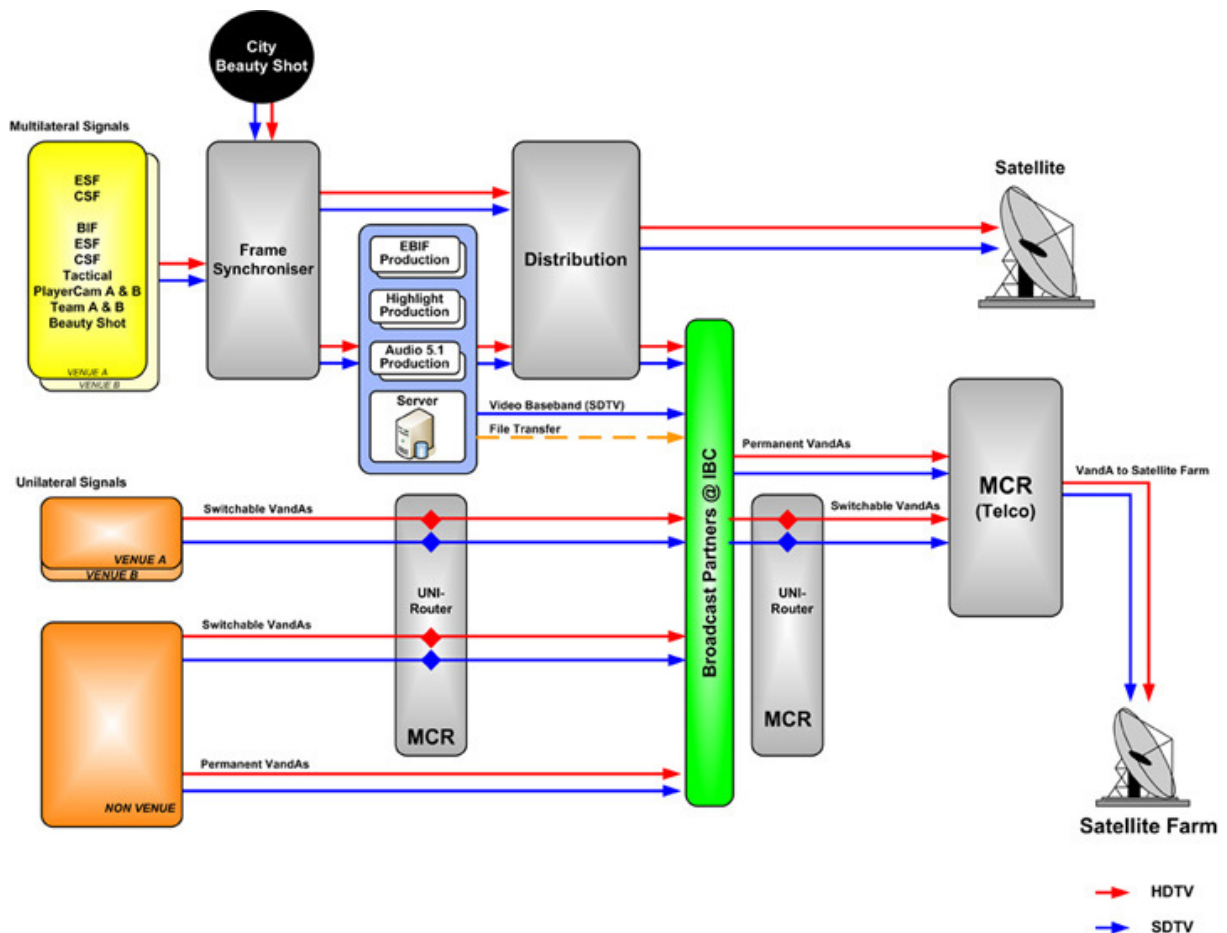 City
Beauty Shot
Multilateral Signals
ESF
CSF
BIF
ESF
CSF
Tactical
PlayerCam A & B
Team A & B
Beauty Shot
VENUE A
VENUE B
Frame
Synchroniser
EBIF
Production
Highlight
Production
Audio 5.1
Production
Server
Distribution
Satellite
Video Baseband (SDTV)
File Transfer
Broadcast Partners @ IBC
Permanent VandAs
Switchable VandAs
MCR
(Telco)
VandA to Satellite Farm
Unilateral Signals
VENUE A
VENUE B
Switchable VandAs
UNI-
Router
MCR
UNI-
Router
MCR
Switchable VandAs
Permanent VandAs
NON VENUE
Satellite Farm
HDTV
SDTV